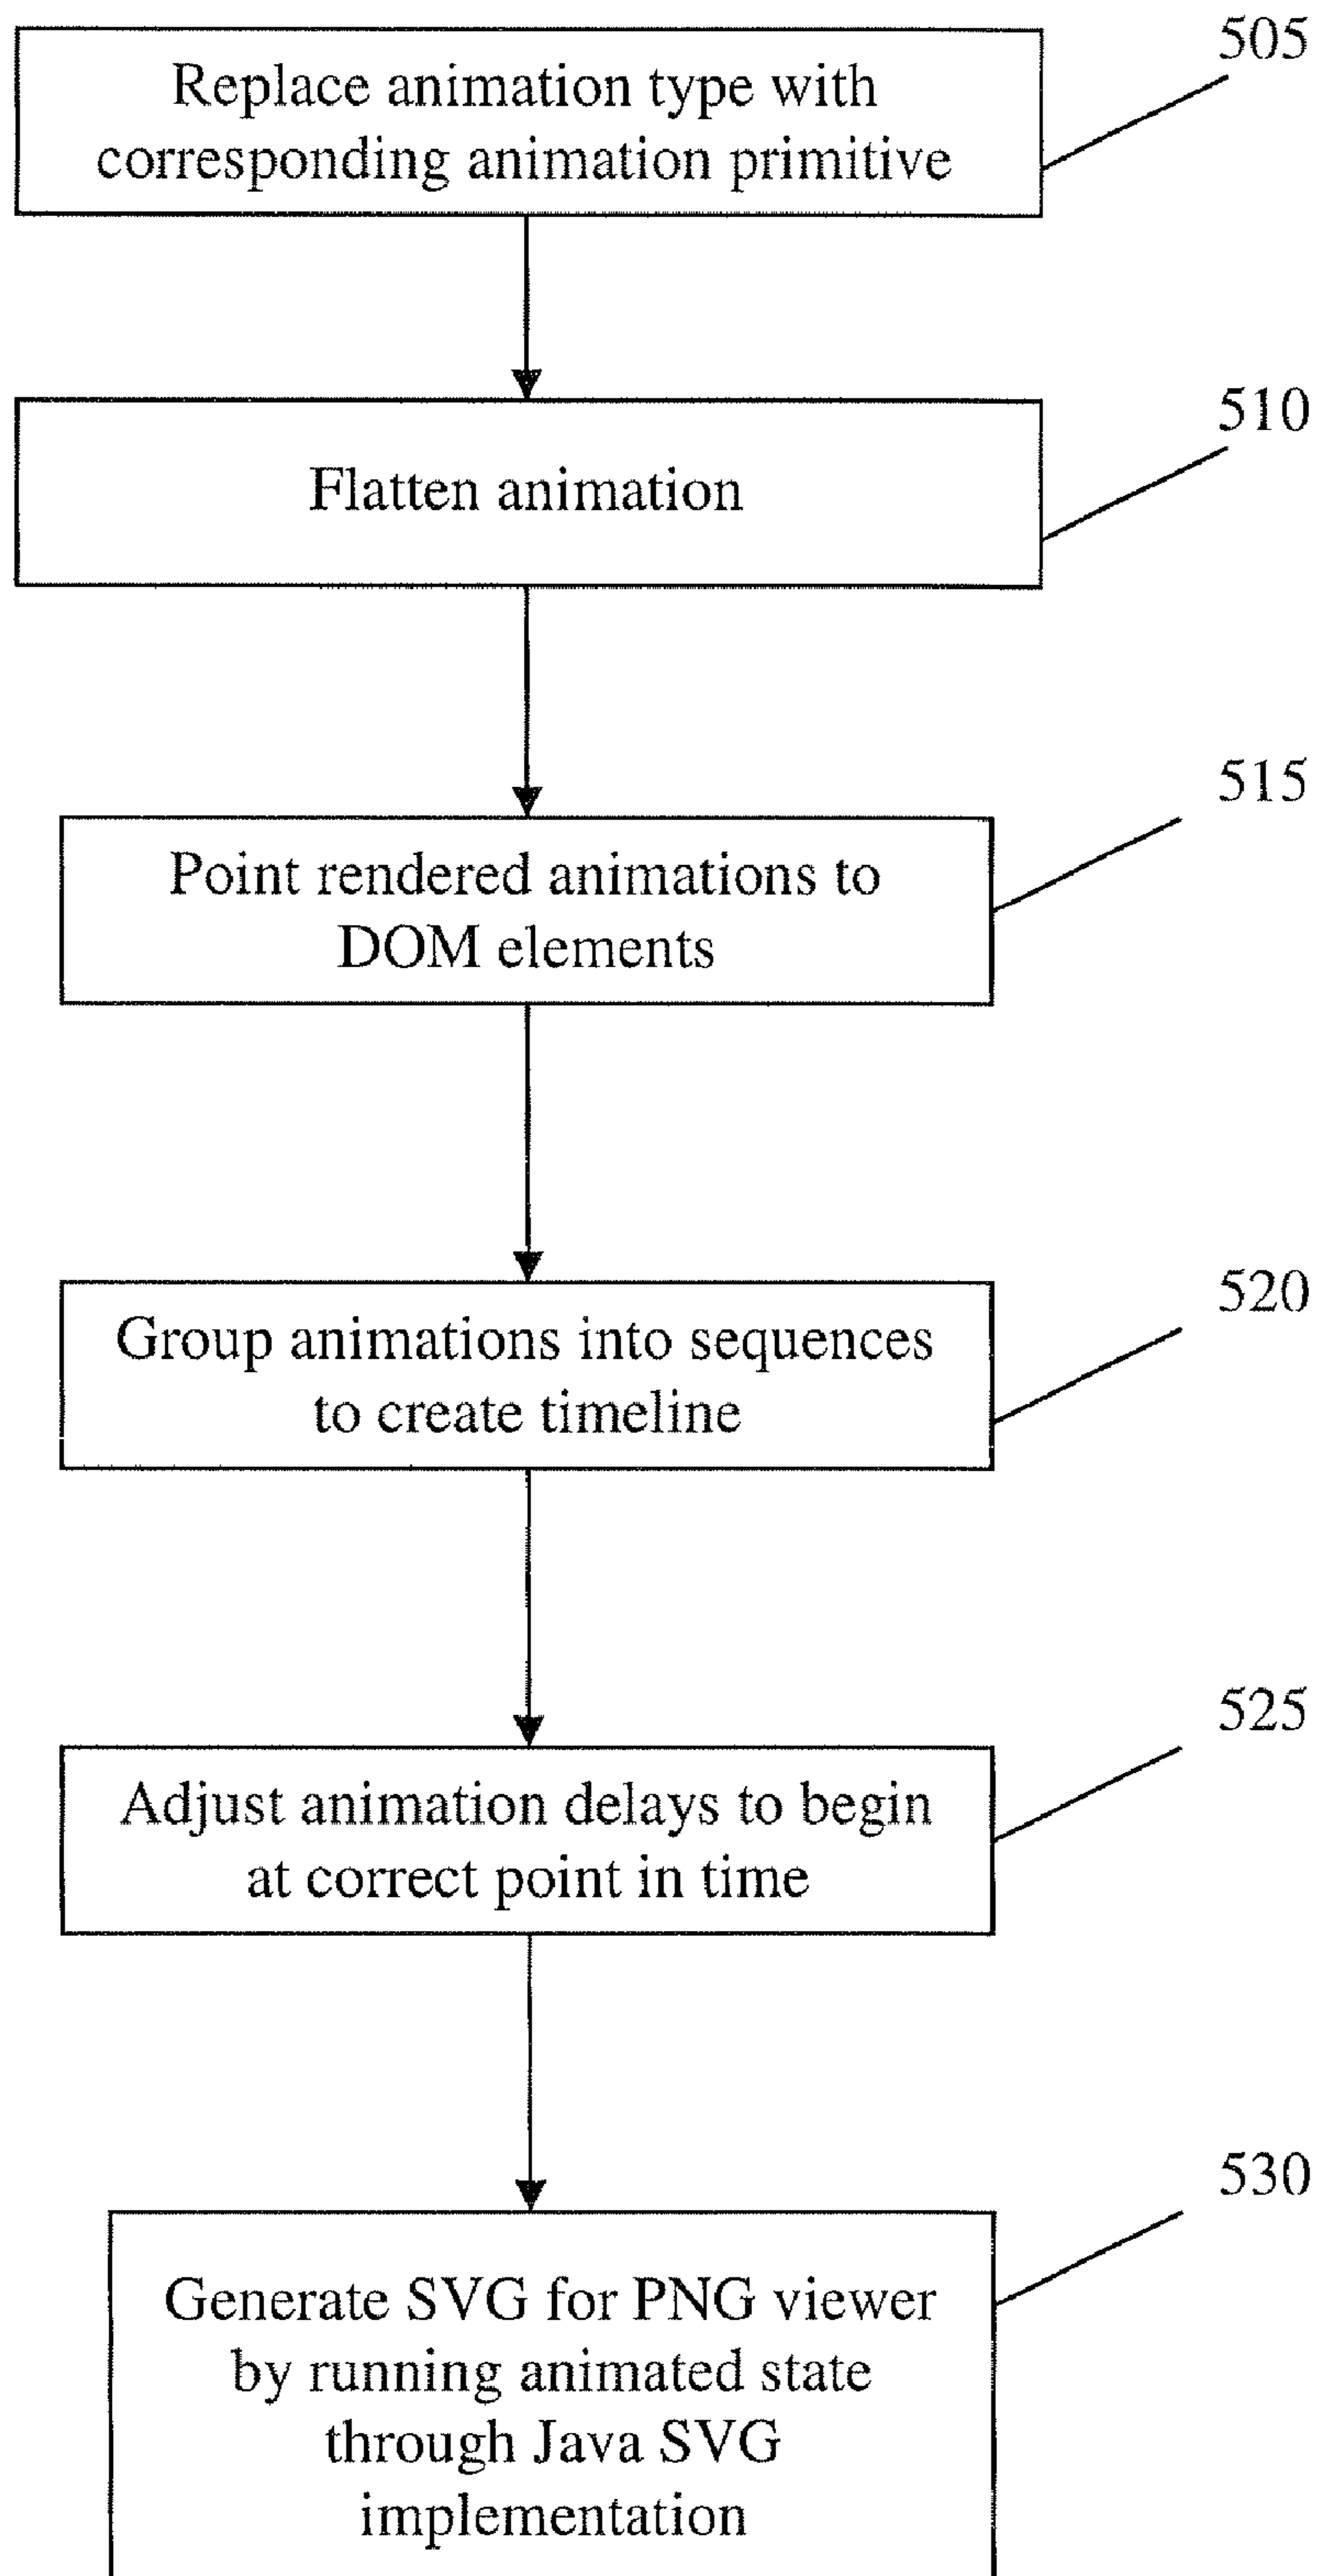 505
Replace animation type with
corresponding animation primitive
510
Flatten animation
515
Point rendered animations to
DOM elements
520
Group animations into sequences
to create timeline
525
Adjust animation delays to begin
at correct point in time
530
Generate SVG for PNG viewer
by running animated state
through Java SVG
implementation